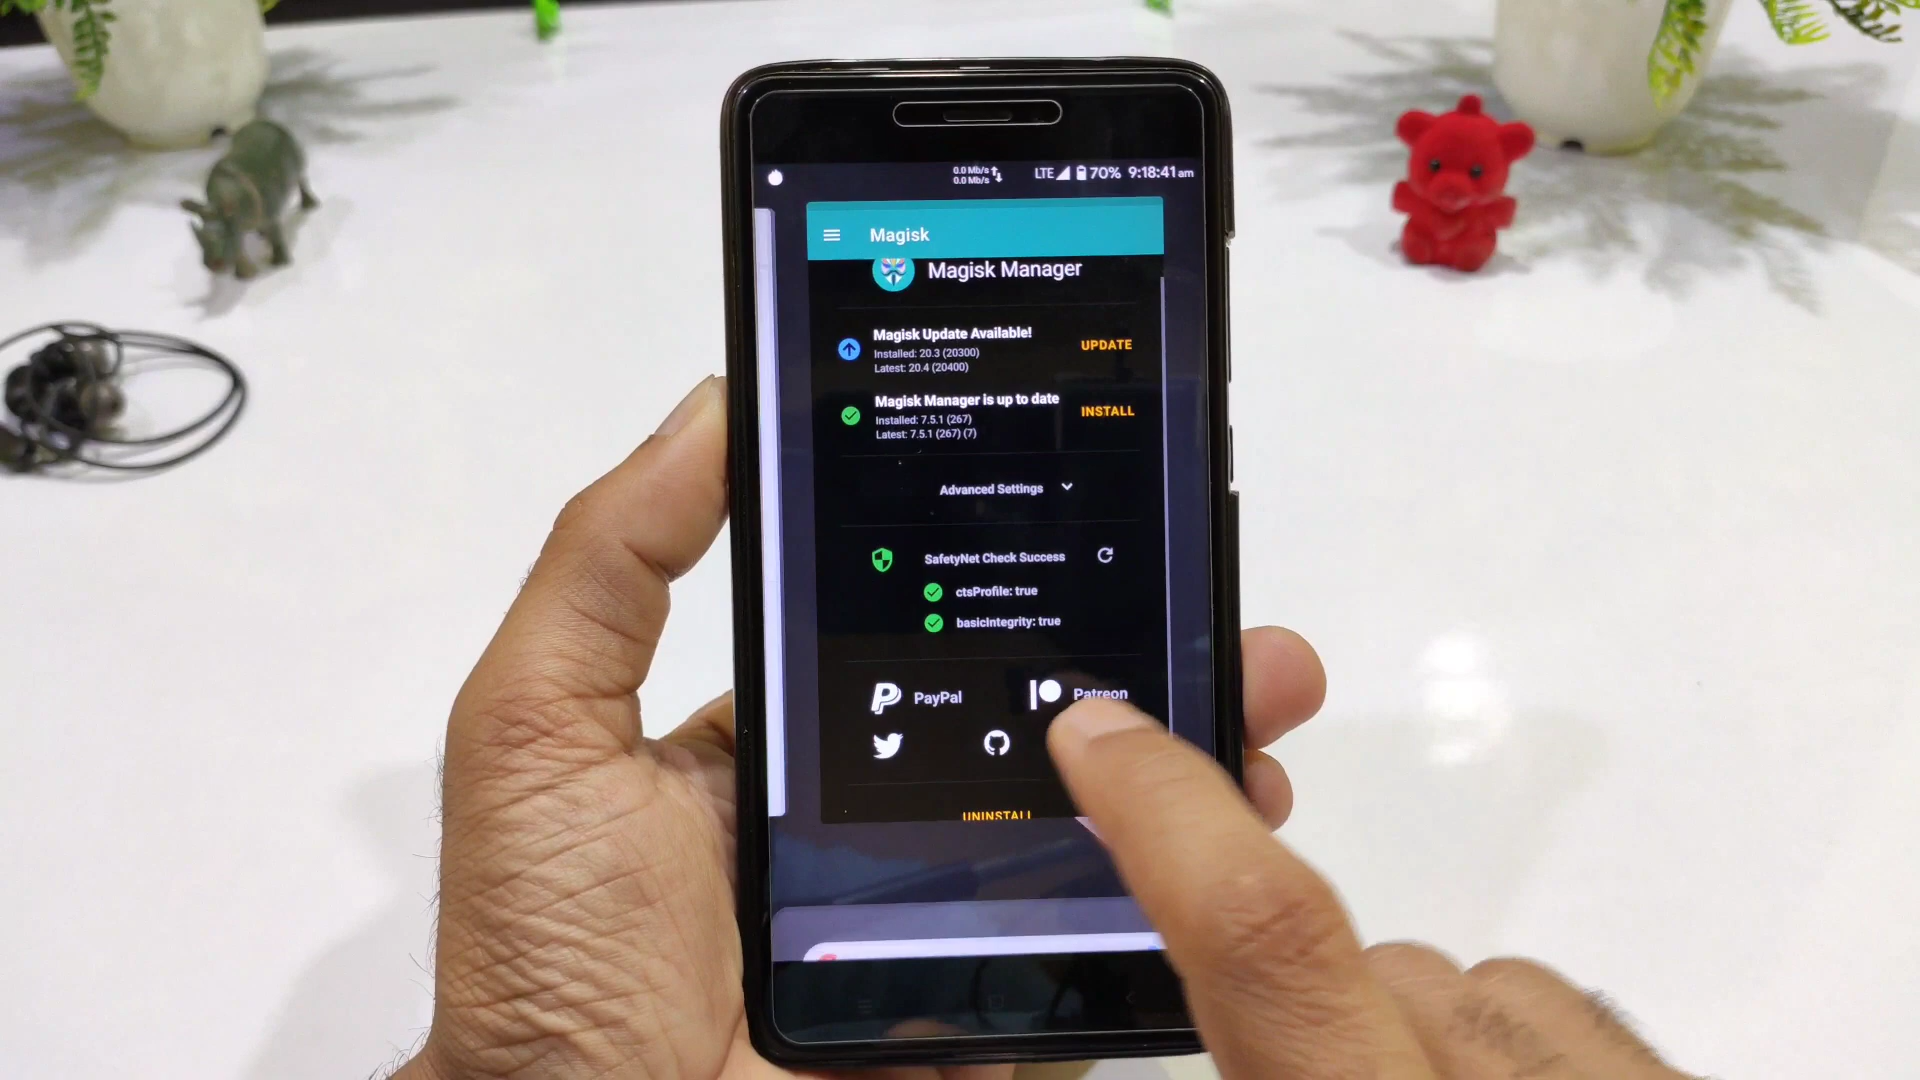 0.0 Mb/s
0.0 Mb/s
LTE 70% 9:18:41am
Magisk
Magisk Manager
Magisk Update Available!
Installed: 20.3 (20300)
Latest: 20.4 (20400)
UPDATE
Magisk Manager is up to date
Installed: 7.5.1 (267)
Latest: 7.5.1 (267) (7)
INSTALL
Advanced Settings
SafetyNet Check Success
ctsProfile: true
basicIntegrity: true
PayPal
Patreon
UNINSTALL